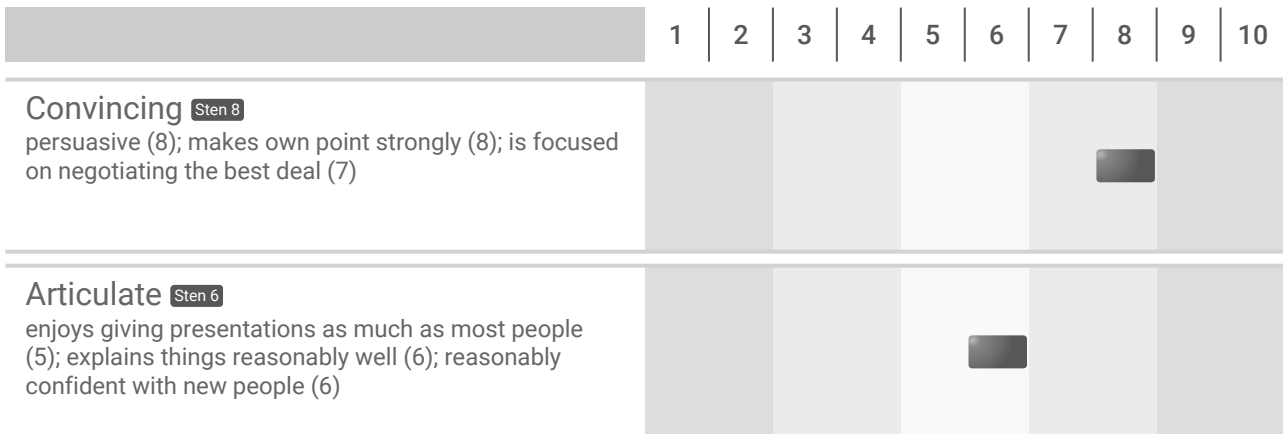 1 2 3 4 5 6 7 8 9 10
Convincing Sten 8
persuasive (8); makes own point strongly (8); is focused
on negotiating the best deal (7)
Articulate Sten 6
enjoys giving presentations as much as most people
(5); explains things reasonably well (6); reasonably
confident with new people (6)